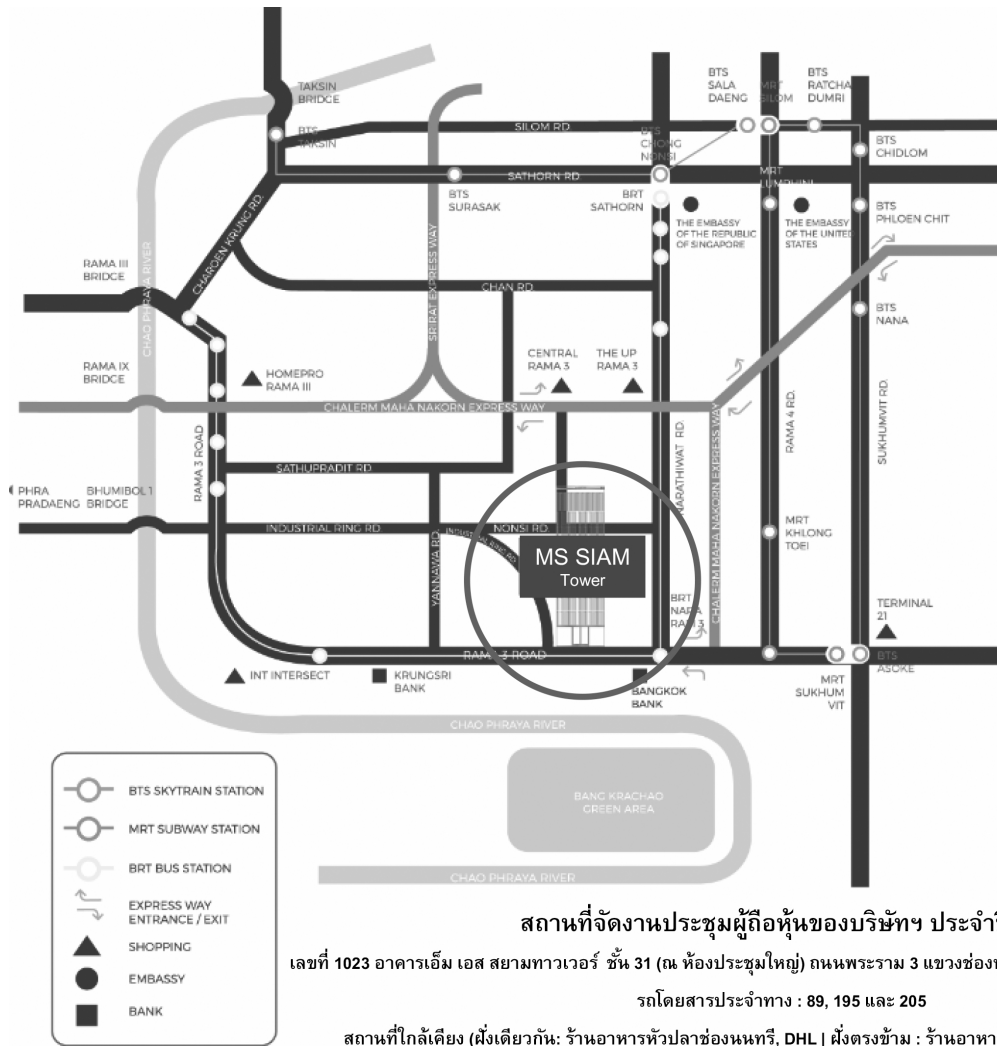 TAKSIN
BRIDGE
BTS
TAKSIN
SILOM RD
BTS
SALA
DAENG
MRT
SILOM
BTS
RATCHA
DUMRI
BTS
CHONG
NONSI
BTS
CHIDLOM
SATHORN RD
BTS
SURASAK
BRT
SATHORN
MRT
LUMPHINI
THE EMBASSY
OF THE REPUBLIC
OF SINGAPORE
THE EMBASSY
OF THE UNITED
STATES
BTS
PHLOEN CHIT
CHAROEN KRUNG RD.
RAMA III
BRIDGE
CHAO PHRAYA RIVER
SRI RAT EXPRESS WAY
CHAN RD
BTS
NANA
RAMA IX
BRIDGE
HOMEPRO
RAMA III
CENTRAL
RAMA 3
THE UP
RAMA 3
CHALERM MAHA NAKORN EXPRESS WAY
RAMA 3 ROAD
SATHUPRADIT RD
NARATHIWAT RD.
CHALERM MAHA NAKORN EXPRESS WAY
RAMA 4 RD.
SUKHUMVIT RD.
PHRA
PRADAENG
BHUMIBOL 1
BRIDGE
INDUSTRIAL RING RD
YANNAWA RD.
INDUSTRIAL RING RD.
NONSI RD.
MRT
KHLONG
TOEI
MS SIAM
Tower
BRT
NARA
RAM 3
TERMINAL
21
RAMA 3 ROAD
BTS
ASOKE
INT INTERSECT
KRUNGSRI
BANK
BANGKOK
BANK
MRT
SUKHUM
VIT
CHAO PHRAYA RIVER
BANG KRACHAO
GREEN AREA
CHAO PHRAYA RIVER
BTS SKYTRAIN STATION
MRT SUBWAY STATION
BRT BUS STATION
EXPRESS WAY
ENTRANCE / EXIT
SHOPPING
EMBASSY
BANK
สถานที่จัดงานประชุมผู้ถือหุ้นของบริษัทฯ
เลขที่ 1023 อาคารเอ็ม เอส สยามทาวเวอร์ ชั้น 31 (ณ ห้องประชุมใหญ่) ถนนพระราม 3
รถโดยสารประจำทาง : 89, 195 และ 205
สถานที่ใกล้เคียง (ฝั่งเดียวกัน: ร้านอาหารหัวปลาช่องนนทรี, DHL | ฝั่งตรงข้าม : ร้านอาหา